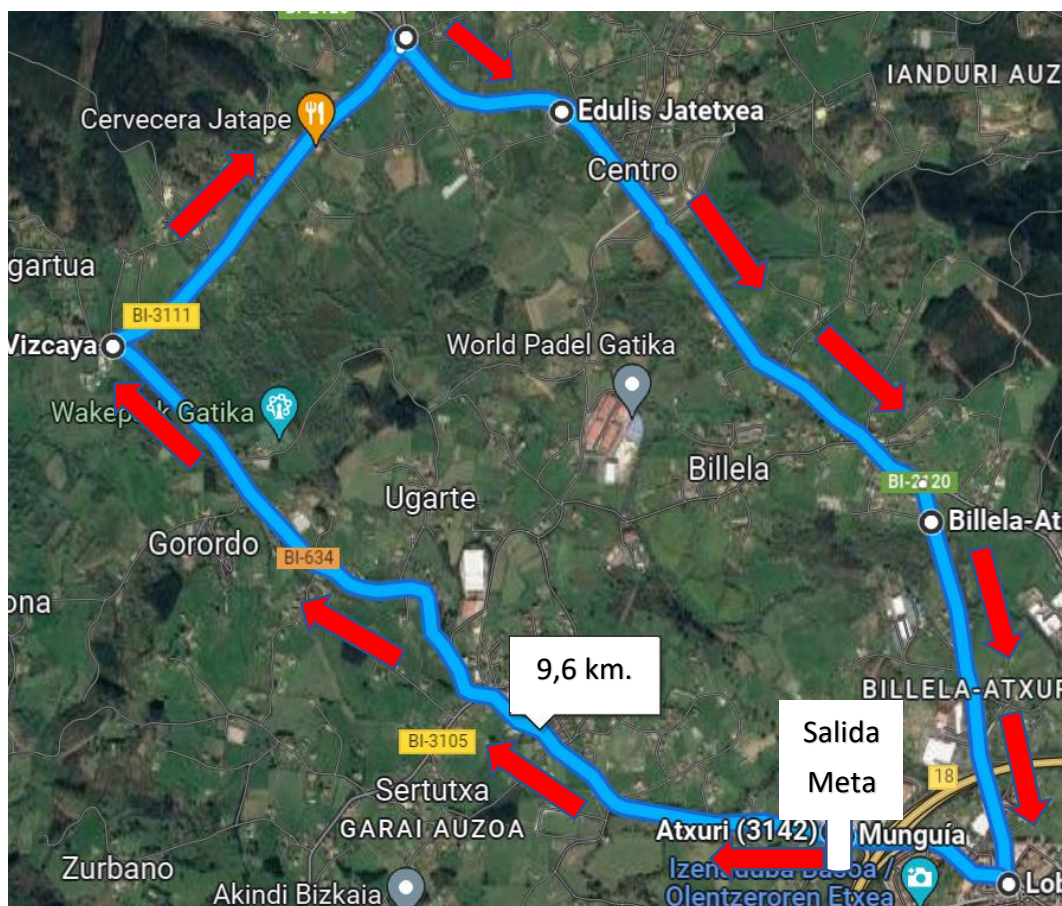 BI-2120
IANDURI AUZ
Cervecera Jatape
Edulis Jatetxea
Centro
gartua
BI-3111
Vizcaya
World Padel Gatika
Gatika
Billela
BI-2120
Ugarte
Billela-At
Gorordo
BI-634
ona
9,6 km.
BILLELA-ATXUR
Salida
Meta
BI-3105
18
Sertutxa
GARAI AUZOA
Atxuri (3142)
Munguía
Zurbano
Olentzeroren Etxea
Akindi Bizkaia
Lob